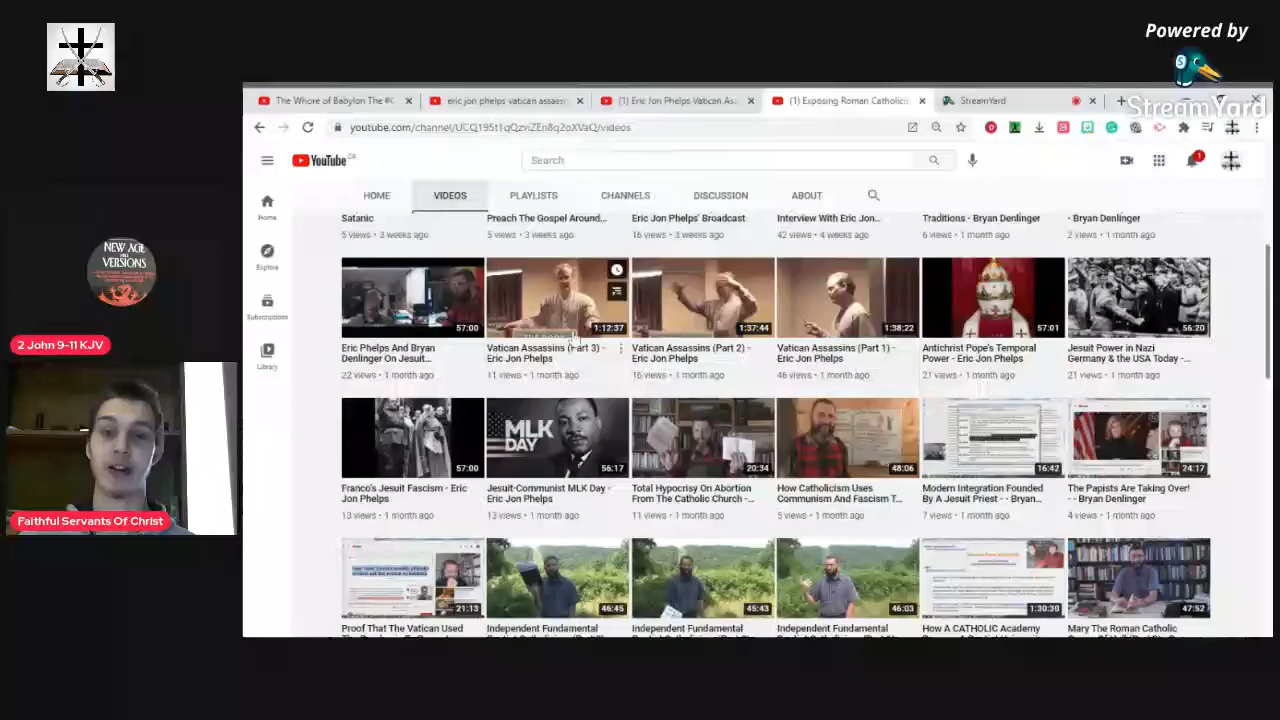 Powered by
StreamYard
The Whore of Babylon The #
eric jon phelps vatican assassi
(1) Eric Jon Phelps Vatican As...
(1) Exposing Roman Catholic
StreamYard
youtube.com/channel/
YouTube CA
Search
1
HOME
VIDEOS
PLAYLISTS
CHANNELS
DISCUSSION
ABOUT
Home
Explore
Subscriptions
Library
Satanic
Preach The Gospel Around...
Eric Jon Phelps' Broadcast
Interview With Eric Jon...
Traditions - Bryan Denlinger
- Bryan Denlinger
5 views • 3 weeks ago
5 views • 3 weeks ago
16 views • 3 weeks ago
42 views • 4 weeks ago
6 views • 1 month ago
2 views • 1 month ago
57:00
1:12:37
1:37:44
1:38:22
57:01
56:20
Eric Phelps And Bryan
Denlinger On Jesuit...
22 views • 1 month ago
Vatican Assassins (Part 3) -
Eric Jon Phelps
11 views • 1 month ago
Vatican Assassins (Part 2) -
Eric Jon Phelps
16 views • 1 month ago
Vatican Assassins (Part 1) -
Eric Jon Phelps
46 views • 1 month ago
Antichrist Pope's Temporal
Power - Eric Jon Phelps
21 views • 1 month ago
Jesuit Power in Nazi
Germany & the USA Today -...
21 views • 1 month ago
57:00
MLK
DAY
56:17
20:34
48:06
16:42
24:17
Franco's Jesuit Fascism - Eric
Jon Phelps
13 views • 1 month ago
Jesuit-Communist MLK Day -
Eric Jon Phelps
13 views • 1 month ago
Total Hypocrisy On Abortion
From The Catholic Church -...
11 views • 1 month ago
How Catholicism Uses
Communism And Fascism T...
5 views • 1 month ago
Modern Integration Founded
By A Jesuit Priest - - Bryan...
7 views • 1 month ago
The Papists Are Taking Over!
- - Bryan Denlinger
4 views • 1 month ago
21:13
46:45
45:43
46:03
1:30:30
47:52
Proof That The Vatican Used
Independent Fundamental
Independent Fundamental
Independent Fundamental
How A CATHOLIC Academy
Mary The Roman Catholic
NEW AGE
VERSIONS
2 John 9-11 KJV
Faithful Servants Of Christ